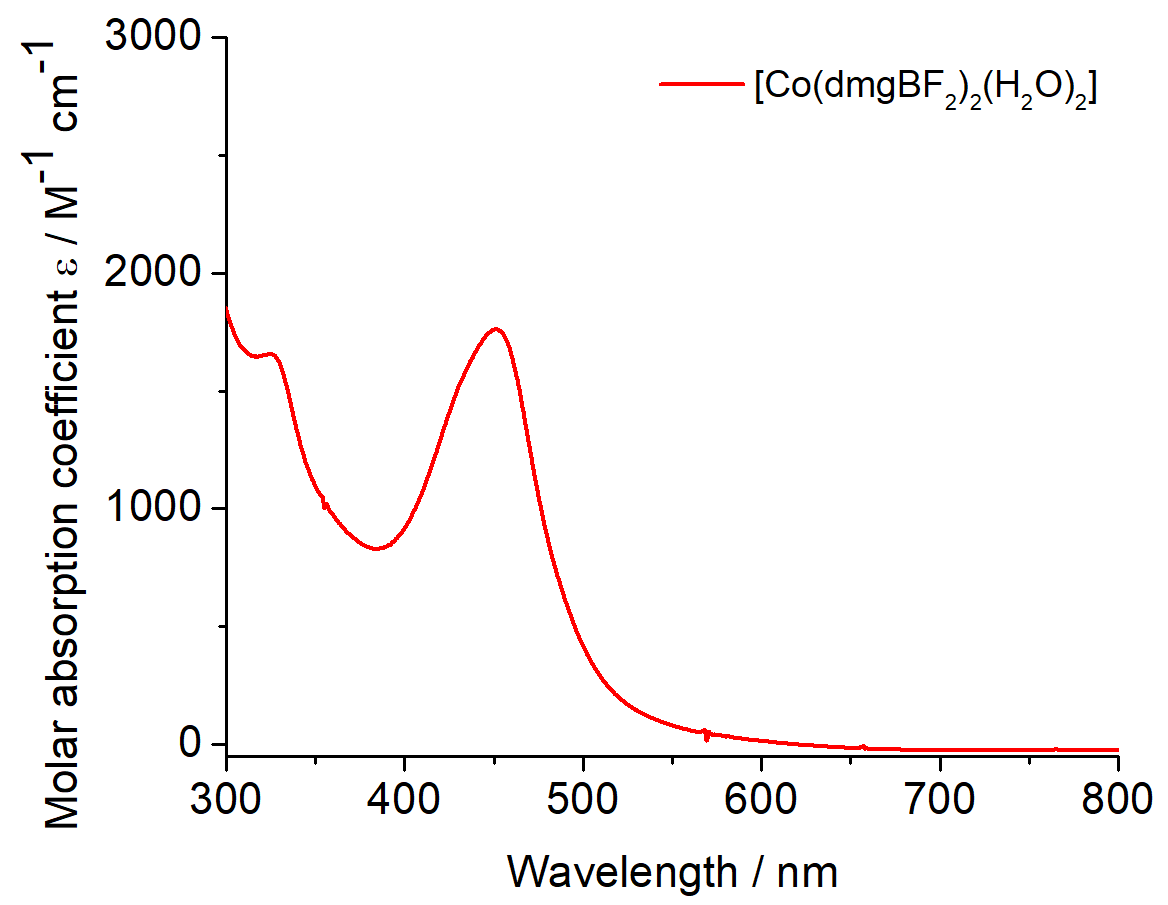 Molar absorption coefficient ε / M⁻¹ cm⁻¹
3000
2000
1000
0
[Co(dmgBF₂)₂(H₂O)₂]
300 400 500 600 700 800
Wavelength / nm